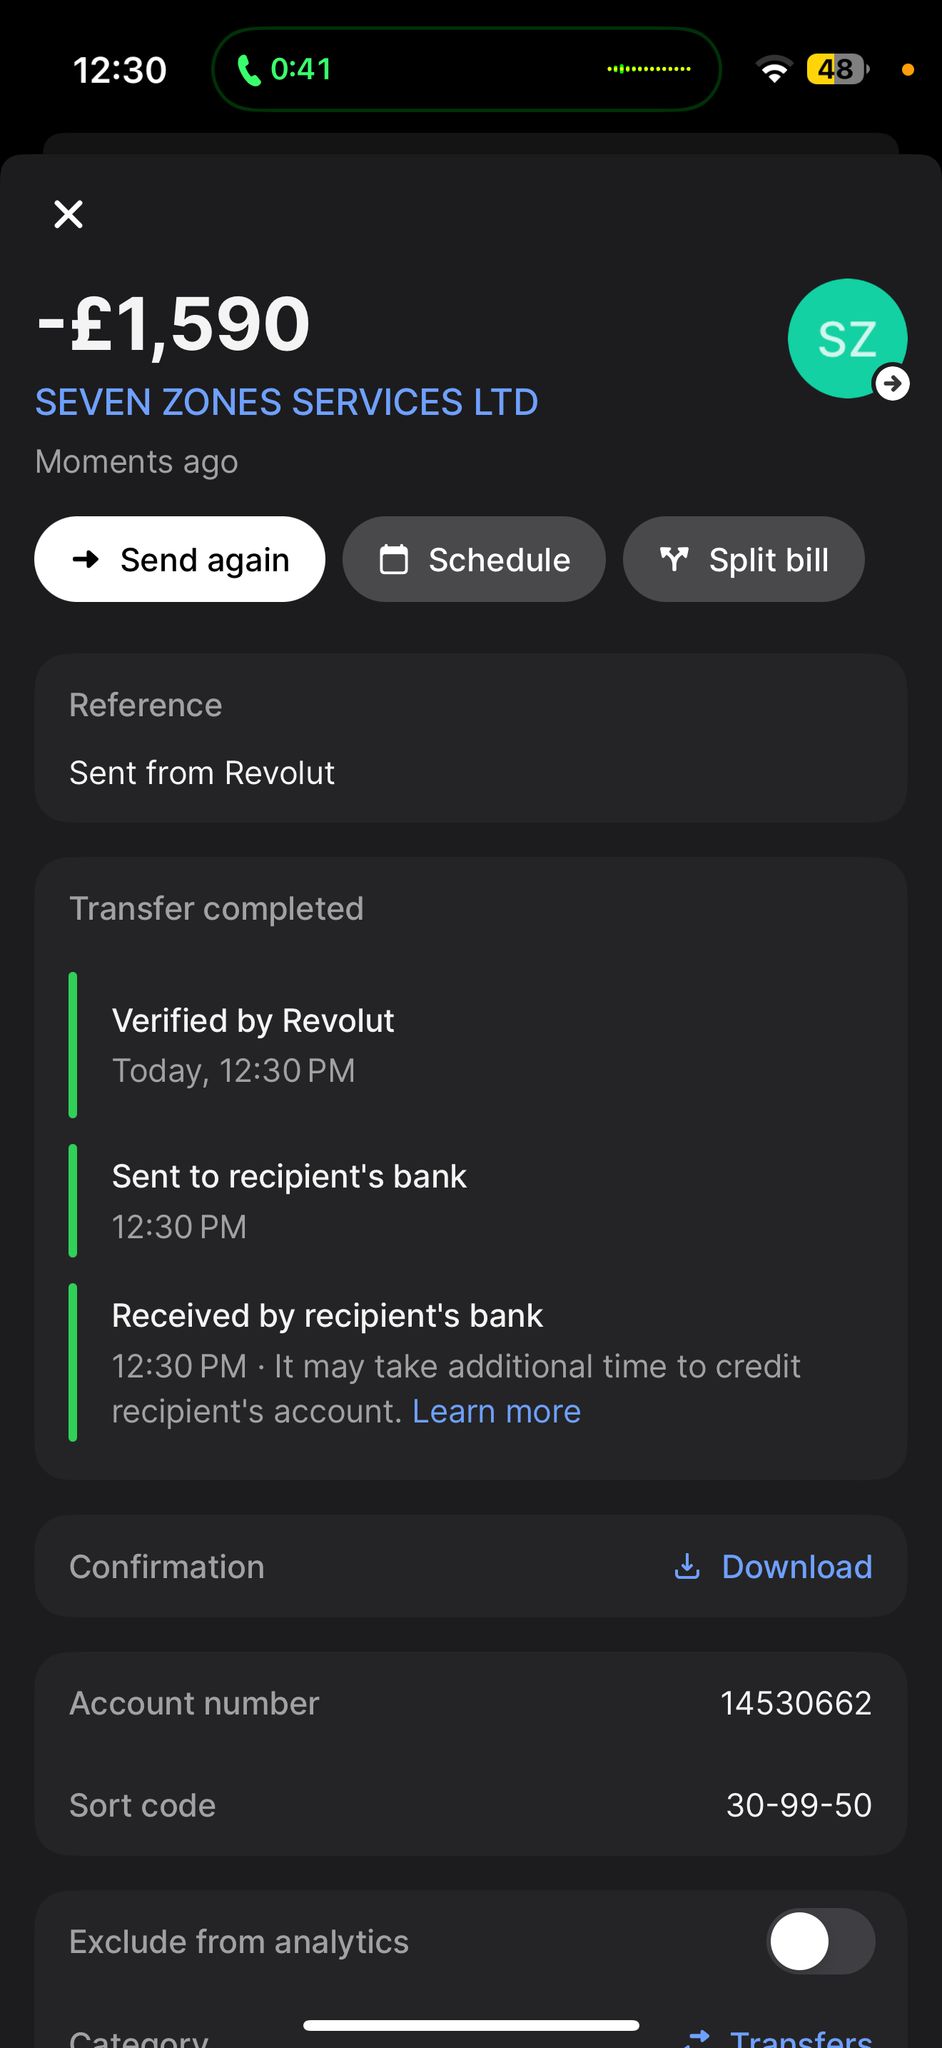 12:30
0:41
48
-£1,590
SZ
SEVEN ZONES SERVICES LTD
Moments ago
Send again
Schedule
Split bill
Reference
Sent from Revolut
Transfer completed
Verified by Revolut
Today, 12:30 PM
Sent to recipient's bank
12:30 PM
Received by recipient's bank
12:30 PM · It may take additional time to credit
recipient's account. Learn more
Confirmation
Download
Account number
14530662
Sort code
30-99-50
Exclude from analytics
Category
Transfers